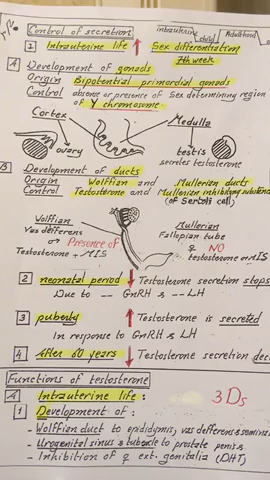 Control of secretion
intrauterine
child
Adulthood
1 Intrauterine life ↑ Sex differentiation
7th week
A Development of gonads
Origin Bipotential primordial gonads
Control absence or presence of Sex determining region
of Y chromosome
Cortex
Medulla
ovary
testis
secretes testosterone
B Development of ducts
Origin Wolffian and Mullerian ducts
Control Testosterone and Mullerian inhibiting substance
(of Sertoli cell)
Wolffian
Vas defferens
♂ Presence of
Testosterone + MIS
Mullerian
Fallopian tube
♀ NO
testosterone or MIS
2 neonatal period ↓ Testosterone secretion stops
Due to -- GnRH & -- LH
3 puberty ↑ Testosterone is secreted
In response to GnRH & LH
4 After 60 years ↓ Testosterone secretion dec
Functions of testosterone
A Intrauterine life: 3 Ds
1 Development of:
- Wolffian duct to epididymis, vas defferens & semina
- Urogenital sinus & tubercle to prostate penis &
- Inhibition of ♀ ext. genitalia (DHT)